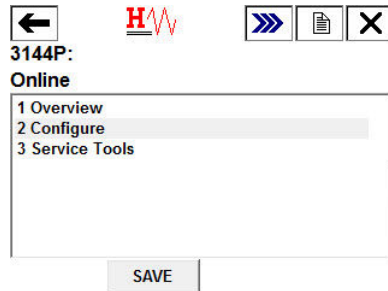 H
3144P:
Online
1 Overview
2 Configure
3 Service Tools
SAVE